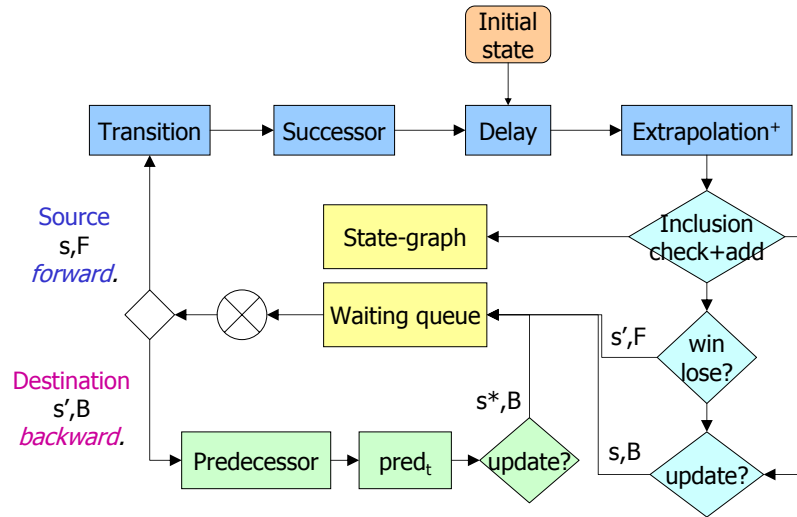 Initial
state
Transition
Successor
Delay
Extrapolation⁺
Source
s,F
forward.
State-graph
Inclusion
check+add
Waiting queue
s’,F
win
lose?
Destination
s’,B
backward.
s*,B
s,B
Predecessor
predₜ
update?
update?